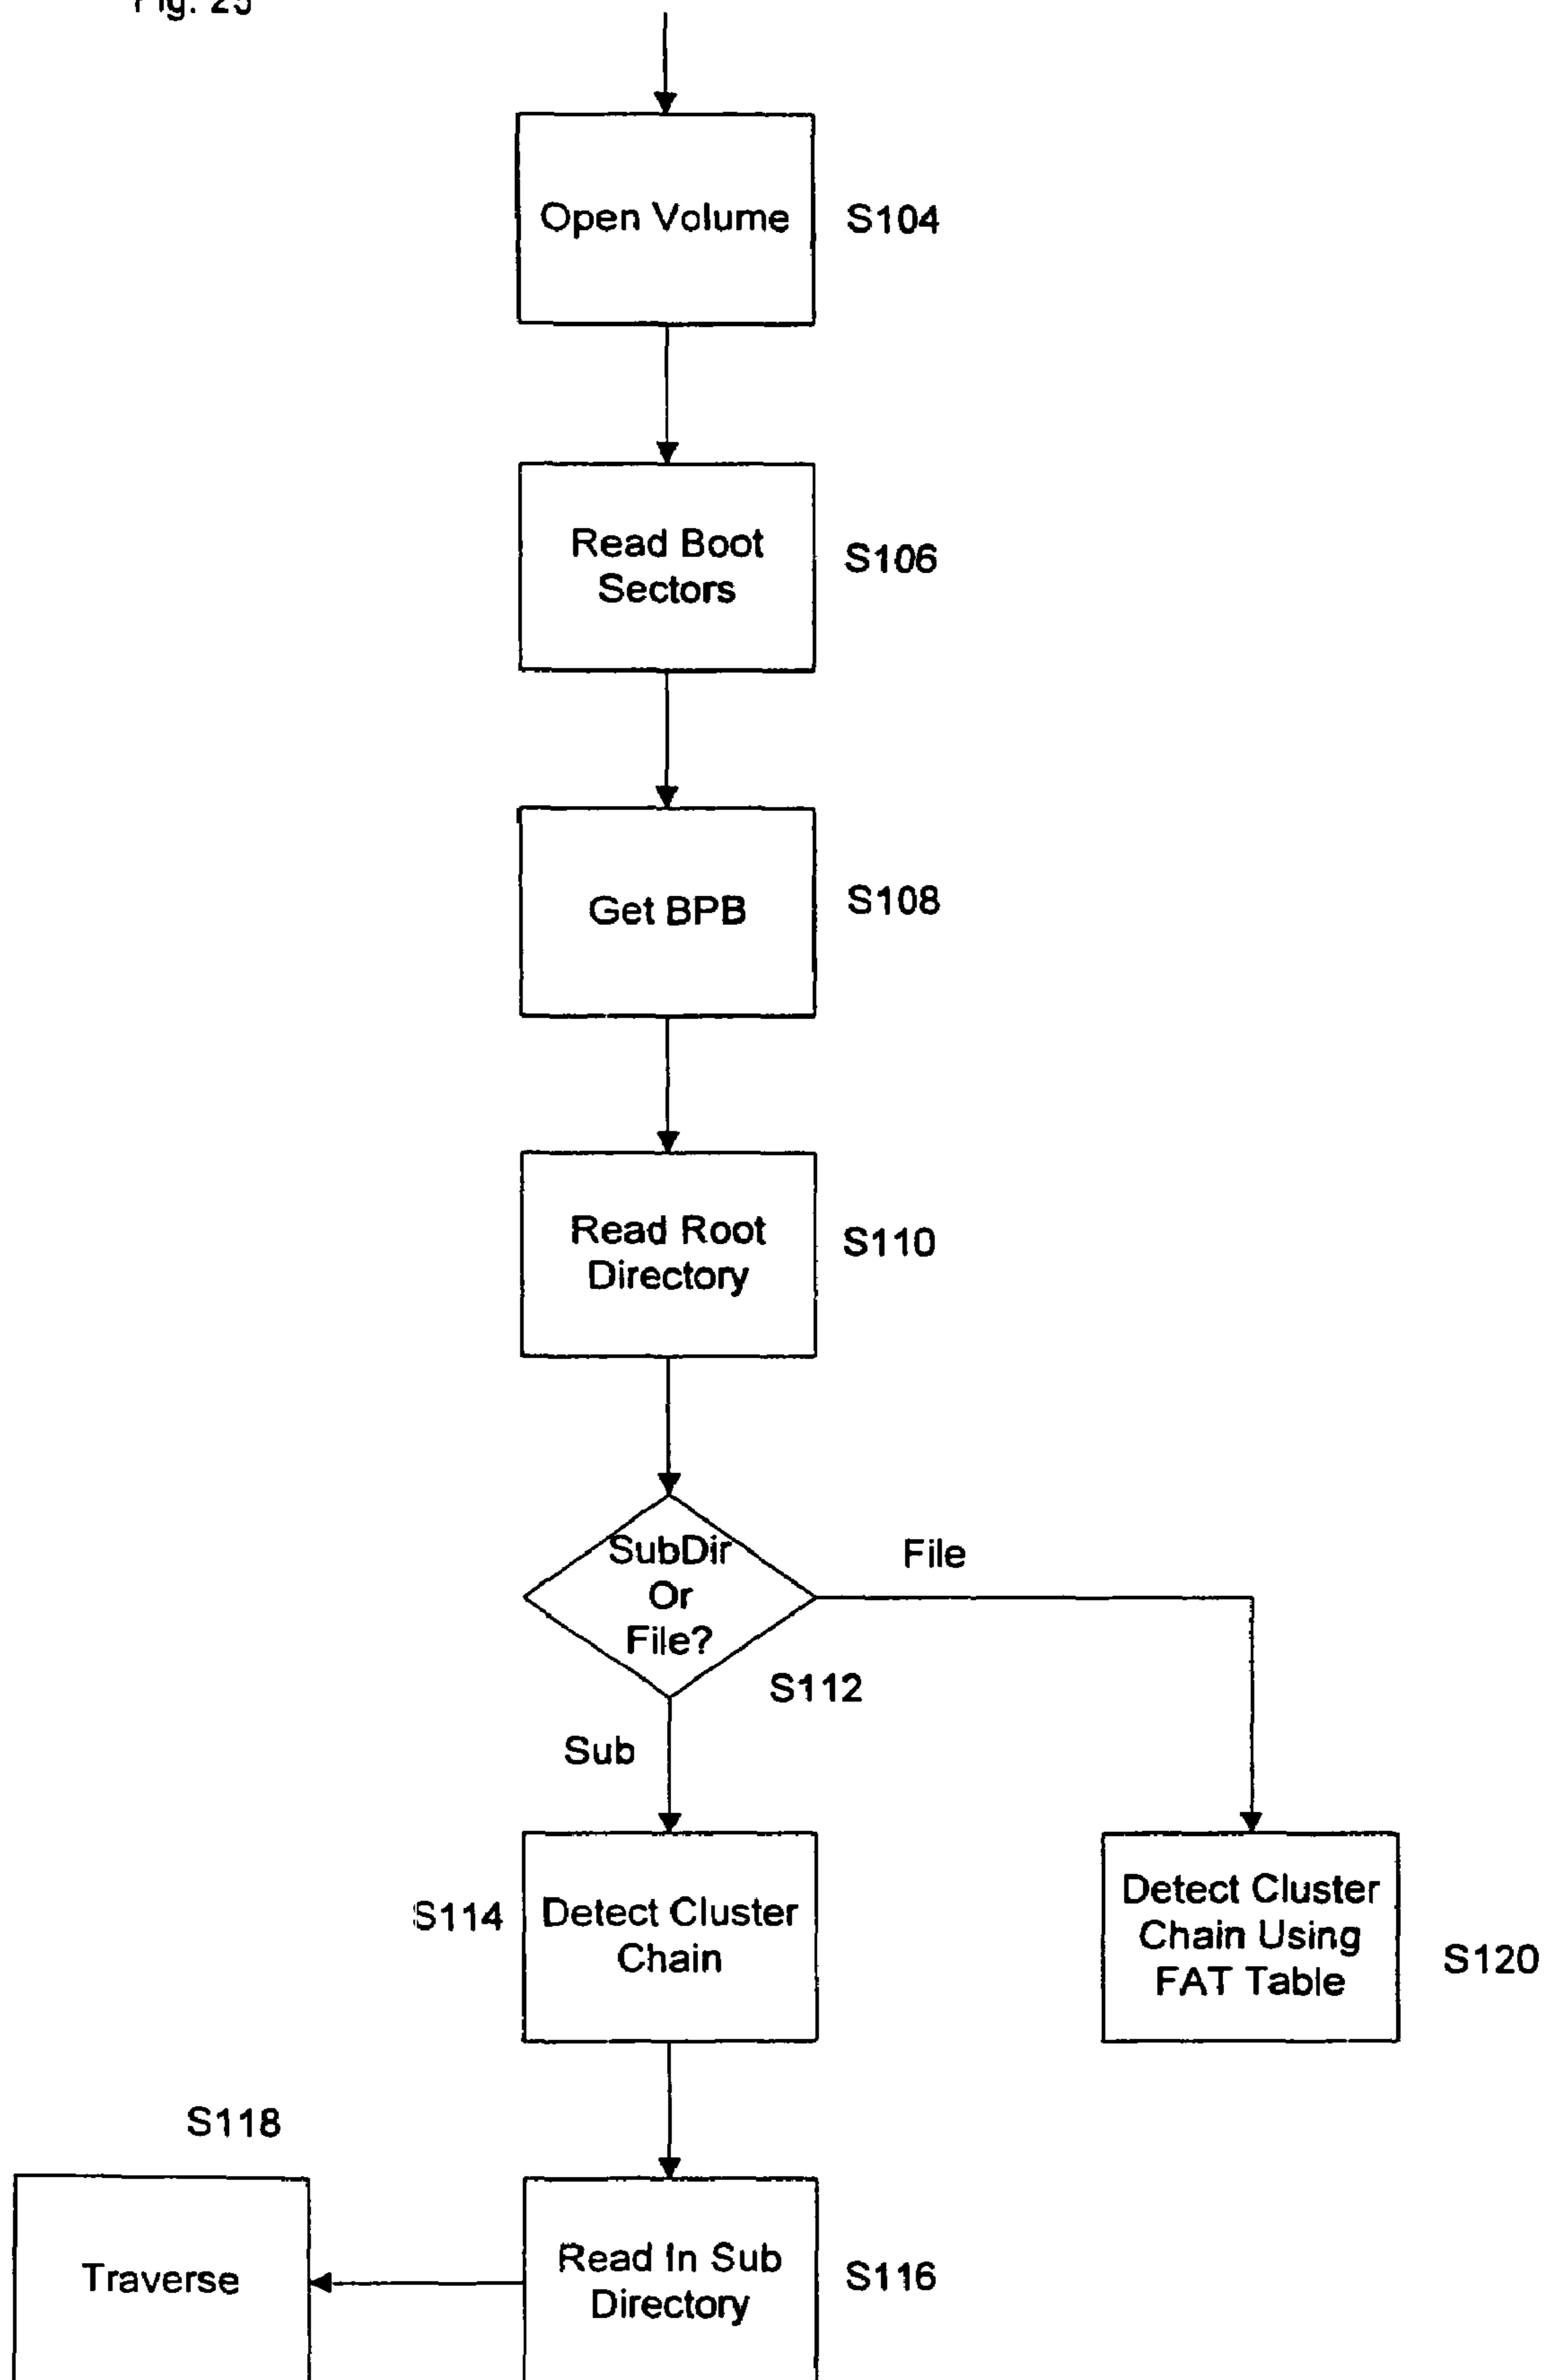 Fig. 25
Open Volume
S104
Read Boot
Sectors
S106
Get BPB
S108
Read Root
Directory
S110
SubDir
Or
File?
File
S112
Sub
S114
Detect Cluster
Chain
Detect Cluster
Chain Using
FAT Table
S120
S118
Traverse
Read In Sub
Directory
S116